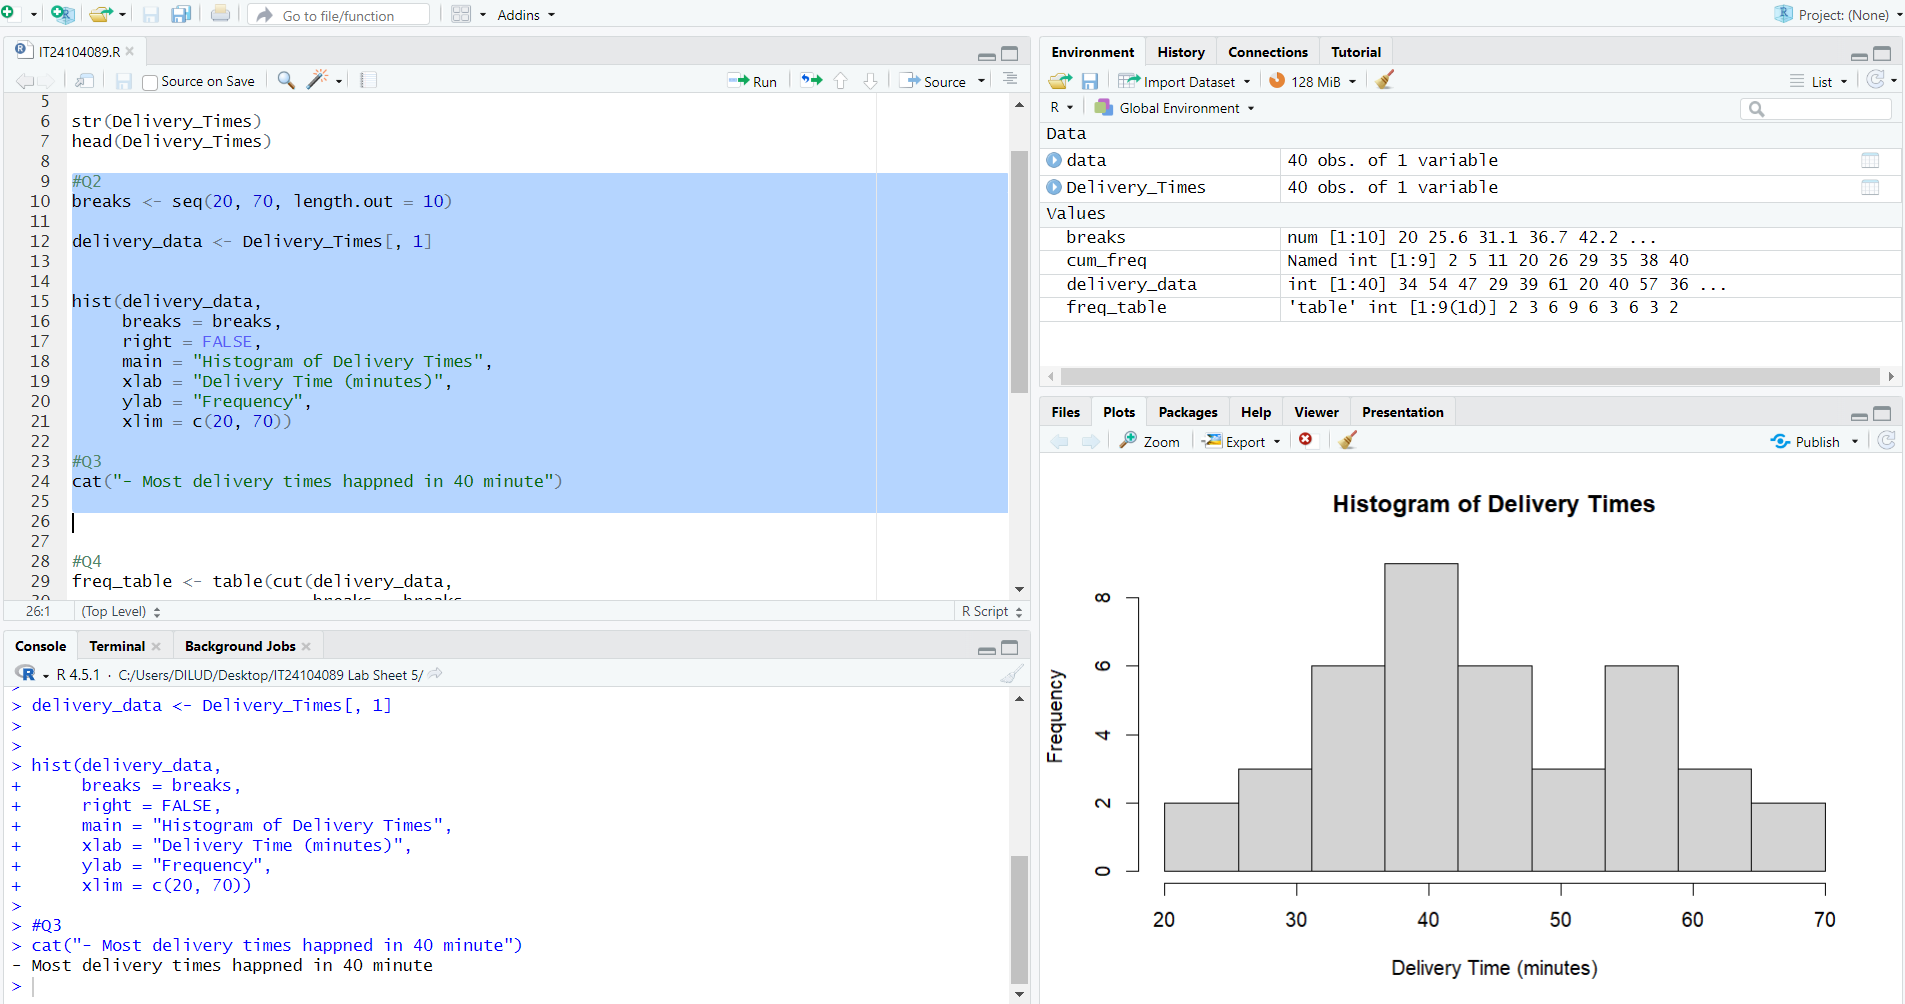 Go to file/function
Addins
Project: (None)
IT24104089.R
Source on Save
Run
Source
5
6 str(Delivery_Times)
7 head(Delivery_Times)
8
9 #Q2
10 breaks <- seq(20, 70, length.out = 10)
11
12 delivery_data <- Delivery_Times[, 1]
13
14
15 hist(delivery_data,
16 breaks = breaks,
17 right = FALSE,
18 main = "Histogram of Delivery Times",
19 xlab = "Delivery Time (minutes)",
20 ylab = "Frequency",
21 xlim = c(20, 70))
22
23 #Q3
24 cat("- Most delivery times happned in 40 minute")
25
26
27
28 #Q4
29 freq_table <- table(cut(delivery_data,
26:1 (Top Level) R Script
Console Terminal Background Jobs
R 4.5.1 · C:/Users/DILUD/Desktop/IT24104089 Lab Sheet 5/
>
> delivery_data <- Delivery_Times[, 1]
>
>
> hist(delivery_data,
+ breaks = breaks,
+ right = FALSE,
+ main = "Histogram of Delivery Times",
+ xlab = "Delivery Time (minutes)",
+ ylab = "Frequency",
+ xlim = c(20, 70))
>
> #Q3
> cat("- Most delivery times happned in 40 minute")
- Most delivery times happned in 40 minute
>
Environment History Connections Tutorial
Import Dataset 128 MiB List
R Global Environment
Data
data 40 obs. of 1 variable
Delivery_Times 40 obs. of 1 variable
Values
breaks num [1:10] 20 25.6 31.1 36.7 42.2 ...
cum_freq Named int [1:9] 2 5 11 20 26 29 35 38 40
delivery_data int [1:40] 34 54 47 29 39 61 20 40 57 36 ...
freq_table 'table' int [1:9(1d)] 2 3 6 9 6 3 6 3 2
Files Plots Packages Help Viewer Presentation
Zoom Export Publish
Histogram of Delivery Times
Frequency
8
6
4
2
0
20 30 40 50 60 70
Delivery Time (minutes)